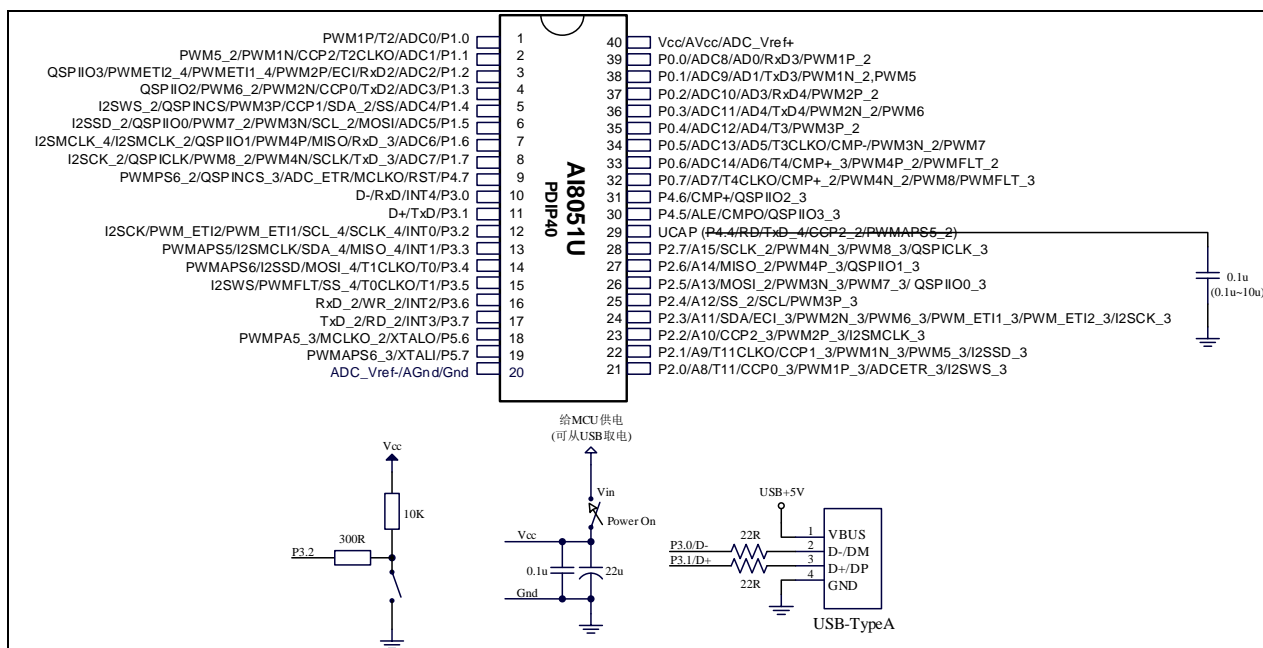 PWM1P/T2/ADC0/P1.0 1
PWM5_2/PWM1N/CCP2/T2CLKO/ADC1/P1.1 2
QSPIIO3/PWMETI2_4/PWMETI1_4/PWM2P/ECI/RxD2/ADC2/P1.2 3
QSPIIO2/PWM6_2/PWM2N/CCP0/TxD2/ADC3/P1.3 4
I2SWS_2/QSPINCS/PWM3P/CCP1/SDA_2/SS/ADC4/P1.4 5
I2SSD_2/QSPIIO0/PWM7_2/PWM3N/SCL_2/MOSI/ADC5/P1.5 6
I2SMCLK_4/I2SMCLK_2/QSPIIO1/PWM4P/MISO/RxD_3/ADC6/P1.6 7
I2SCK_2/QSPICLK/PWM8_2/PWM4N/SCLK/TxD_3/ADC7/P1.7 8
PWMPS6_2/QSPINCS_3/ADC_ETR/MCLKO/RST/P4.7 9
D-/RxD/INT4/P3.0 10
D+/TxD/P3.1 11
I2SCK/PWM_ETI2/PWM_ETI1/SCL_4/SCLK_4/INT0/P3.2 12
PWMAPS5/I2SMCLK/SDA_4/MISO_4/INT1/P3.3 13
PWMAPS6/I2SSD/MOSI_4/T1CLKO/T0/P3.4 14
I2SWS/PWMFLT/SS_4/T0CLKO/T1/P3.5 15
RxD_2/WR_2/INT2/P3.6 16
TxD_2/RD_2/INT3/P3.7 17
PWMPA5_3/MCLKO_2/XTALO/P5.6 18
PWMAPS6_3/XTALI/P5.7 19
ADC_Vref-/AGnd/Gnd 20
AI8051U
PDIP40
40 Vcc/AVcc/ADC_Vref+
39 P0.0/ADC8/AD0/RxD3/PWM1P_2
38 P0.1/ADC9/AD1/TxD3/PWM1N_2,PWM5
37 P0.2/ADC10/AD3/RxD4/PWM2P_2
36 P0.3/ADC11/AD4/TxD4/PWM2N_2/PWM6
35 P0.4/ADC12/AD4/T3/PWM3P_2
34 P0.5/ADC13/AD5/T3CLKO/CMP-/PWM3N_2/PWM7
33 P0.6/ADC14/AD6/T4/CMP+_3/PWM4P_2/PWMFLT_2
32 P0.7/AD7/T4CLKO/CMP+_2/PWM4N_2/PWM8/PWMFLT_3
31 P4.6/CMP+/QSPIIO2_3
30 P4.5/ALE/CMPO/QSPIIO3_3
29 UCAP (P4.4/RD/TxD_4/CCP2_2/PWMAPS5_2)
28 P2.7/A15/SCLK_2/PWM4N_3/PWM8_3/QSPICLK_3
27 P2.6/A14/MISO_2/PWM4P_3/QSPIIO1_3
26 P2.5/A13/MOSI_2/PWM3N_3/PWM7_3/ QSPIIO0_3
25 P2.4/A12/SS_2/SCL/PWM3P_3
24 P2.3/A11/SDA/ECI_3/PWM2N_3/PWM6_3/PWM_ETI1_3/PWM_ETI2_3/I2SCK_3
23 P2.2/A10/CCP2_3/PWM2P_3/I2SMCLK_3
22 P2.1/A9/T11CLKO/CCP1_3/PWM1N_3/PWM5_3/I2SSD_3
21 P2.0/A8/T11/CCP0_3/PWM1P_3/ADCETR_3/I2SWS_3
0.1u
(0.1u~10u)
Vcc
10K
300R
P3.2
给MCU供电
(可从USB取电)
Vin
Power On
Vcc
0.1u
22u
Gnd
USB+5V
P3.0/D-
P3.1/D+
22R
22R
1 VBUS
2 D-/DM
3 D+/DP
4 GND
USB-TypeA